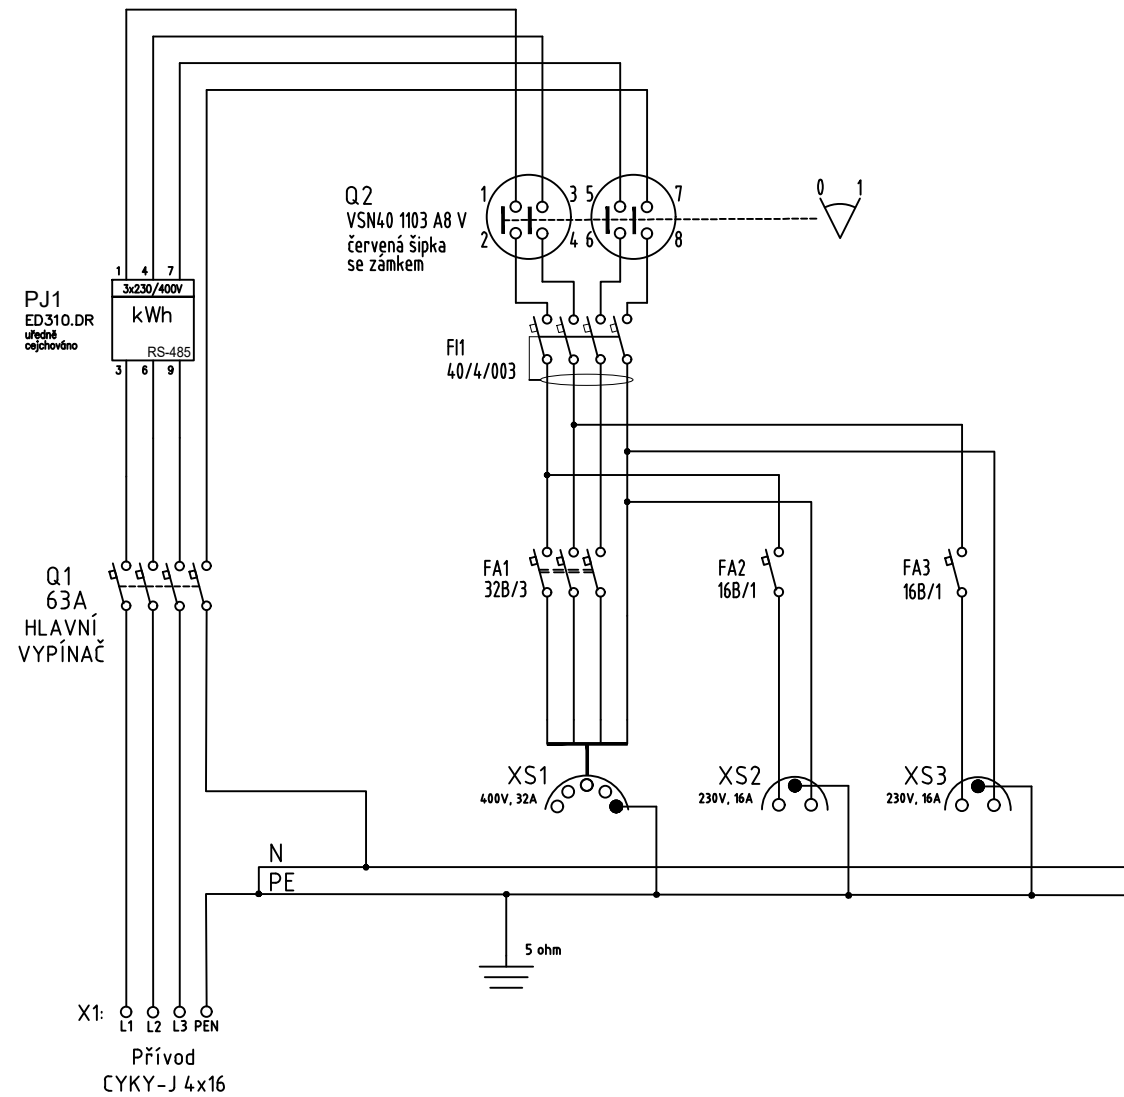 Q2
VSN40 1103 A8 V
červená šipka
se zámkem
1 3 5 7
2 4 6 8
0 1
1 4 7
3x230/400V
kWh
RS-485
3 6 9
PJ1
ED310.DR
uředně
cejchováno
FI1
40/4/003
Q1
63A
HLAVNÍ
VYPÍNAČ
FA1
32B/3
FA2
16B/1
FA3
16B/1
XS1
400V, 32A
XS2
230V, 16A
XS3
230V, 16A
N
PE
5 ohm
X1:
L1 L2 L3 PEN
Přívod
CYKY-J 4x16